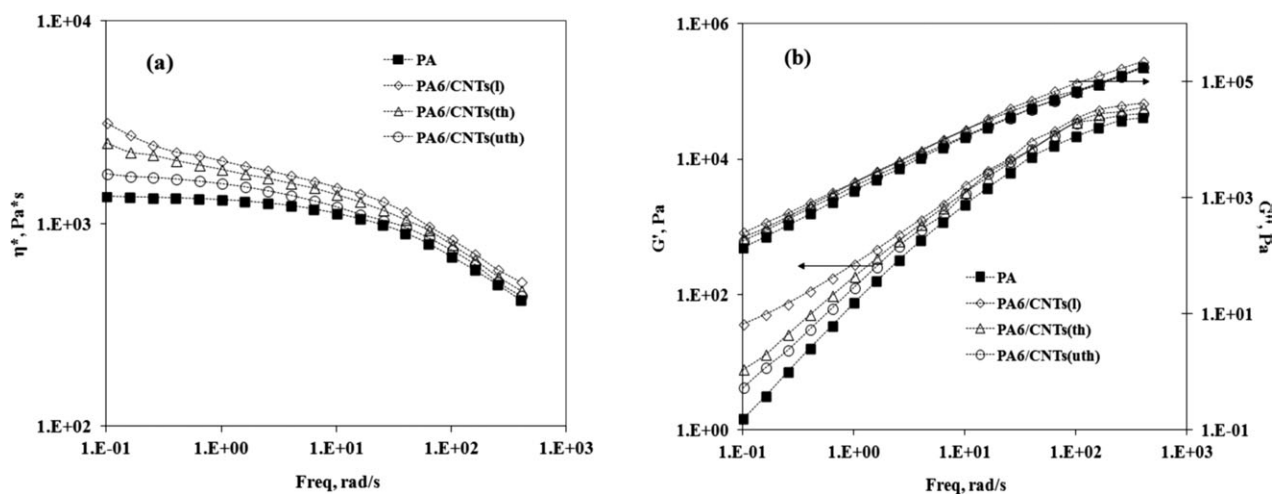 (a)
1.E+04
1.E+03
1.E+02
η*, Pa*s
PA
PA6/CNTs(l)
PA6/CNTs(th)
PA6/CNTs(uth)
1.E-01 1.E+00 1.E+01 1.E+02 1.E+03
Freq, rad/s
(b)
1.E+06
1.E+04
1.E+02
1.E+00
G', Pa
1.E+05
1.E+03
1.E+01
1.E-01
G'', Pa
PA
PA6/CNTs(l)
PA6/CNTs(th)
PA6/CNTs(uth)
1.E-01 1.E+00 1.E+01 1.E+02 1.E+03
Freq, rad/s